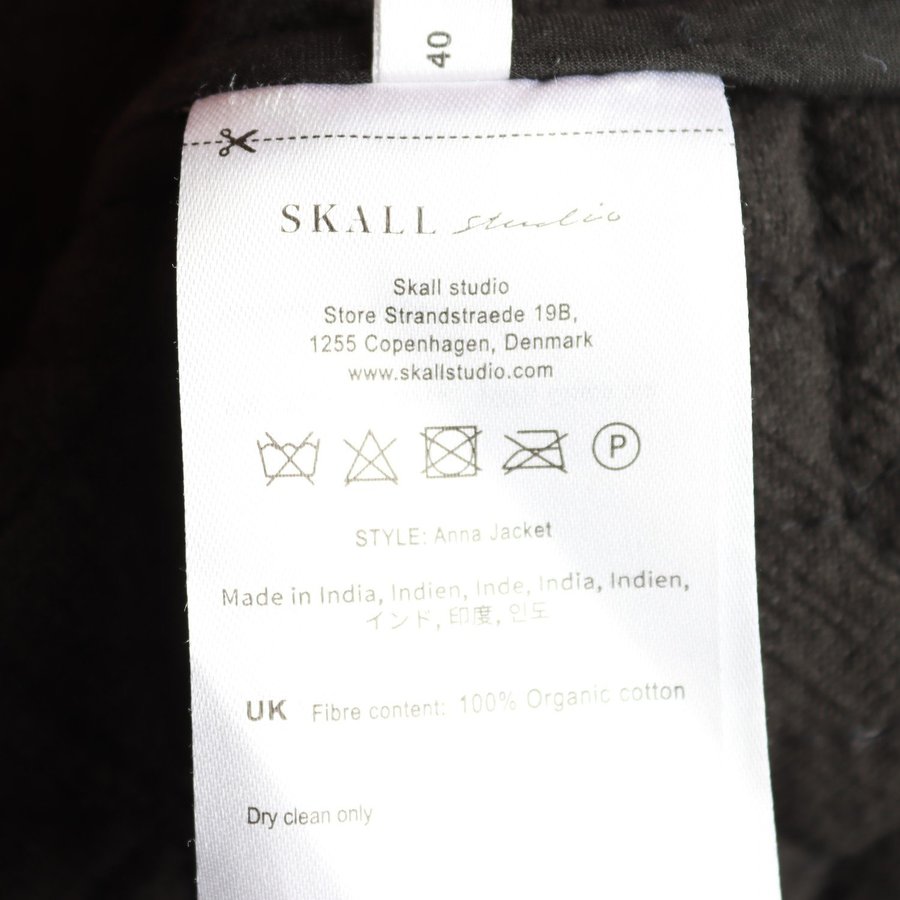 40
SKALL studio
Skall studio
Store Strandstraede 19B,
1255 Copenhagen, Denmark
www.skallstudio.com
P
STYLE: Anna Jacket
Made in India, Indien, Inde, India, Indien,
インド, 印度, 인도
UK Fibre content: 100% Organic cotton
Dry clean only